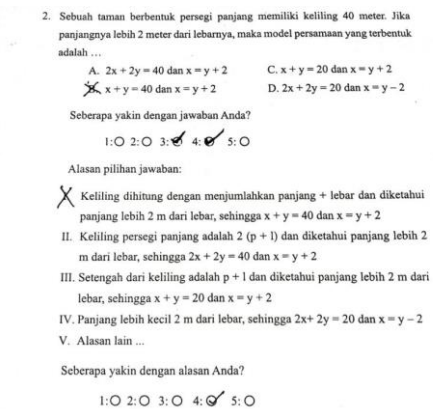 2. Sebuah taman berbentuk persegi panjang memiliki keliling 40 meter. Jika
panjangnya lebih 2 meter dari lebarnya, maka model persamaan yang terbentuk
adalah …
A. 2x + 2y = 40 dan x = y + 2
C. x + y = 20 dan x = y + 2
B. x + y = 40 dan x = y + 2
D. 2x + 2y = 20 dan x = y − 2
Seberapa yakin dengan jawaban Anda?
1:O 2:O 3:O 4:O 5:O
Alasan pilihan jawaban:
Keliling dihitung dengan menjumlahkan panjang + lebar dan diketahui
panjang lebih 2 m dari lebar, sehingga x + y = 40 dan x = y + 2
II. Keliling persegi panjang adalah 2 (p + l) dan diketahui panjang lebih 2
m dari lebar, sehingga 2x + 2y = 40 dan x = y + 2
III. Setengah dari keliling adalah p + l dan diketahui panjang lebih 2 m dari
lebar, sehingga x + y = 20 dan x = y + 2
IV. Panjang lebih kecil 2 m dari lebar, sehingga 2x+ 2y = 20 dan x = y − 2
V. Alasan lain ...
Seberapa yakin dengan alasan Anda?
1:O 2:O 3:O 4:O 5:O